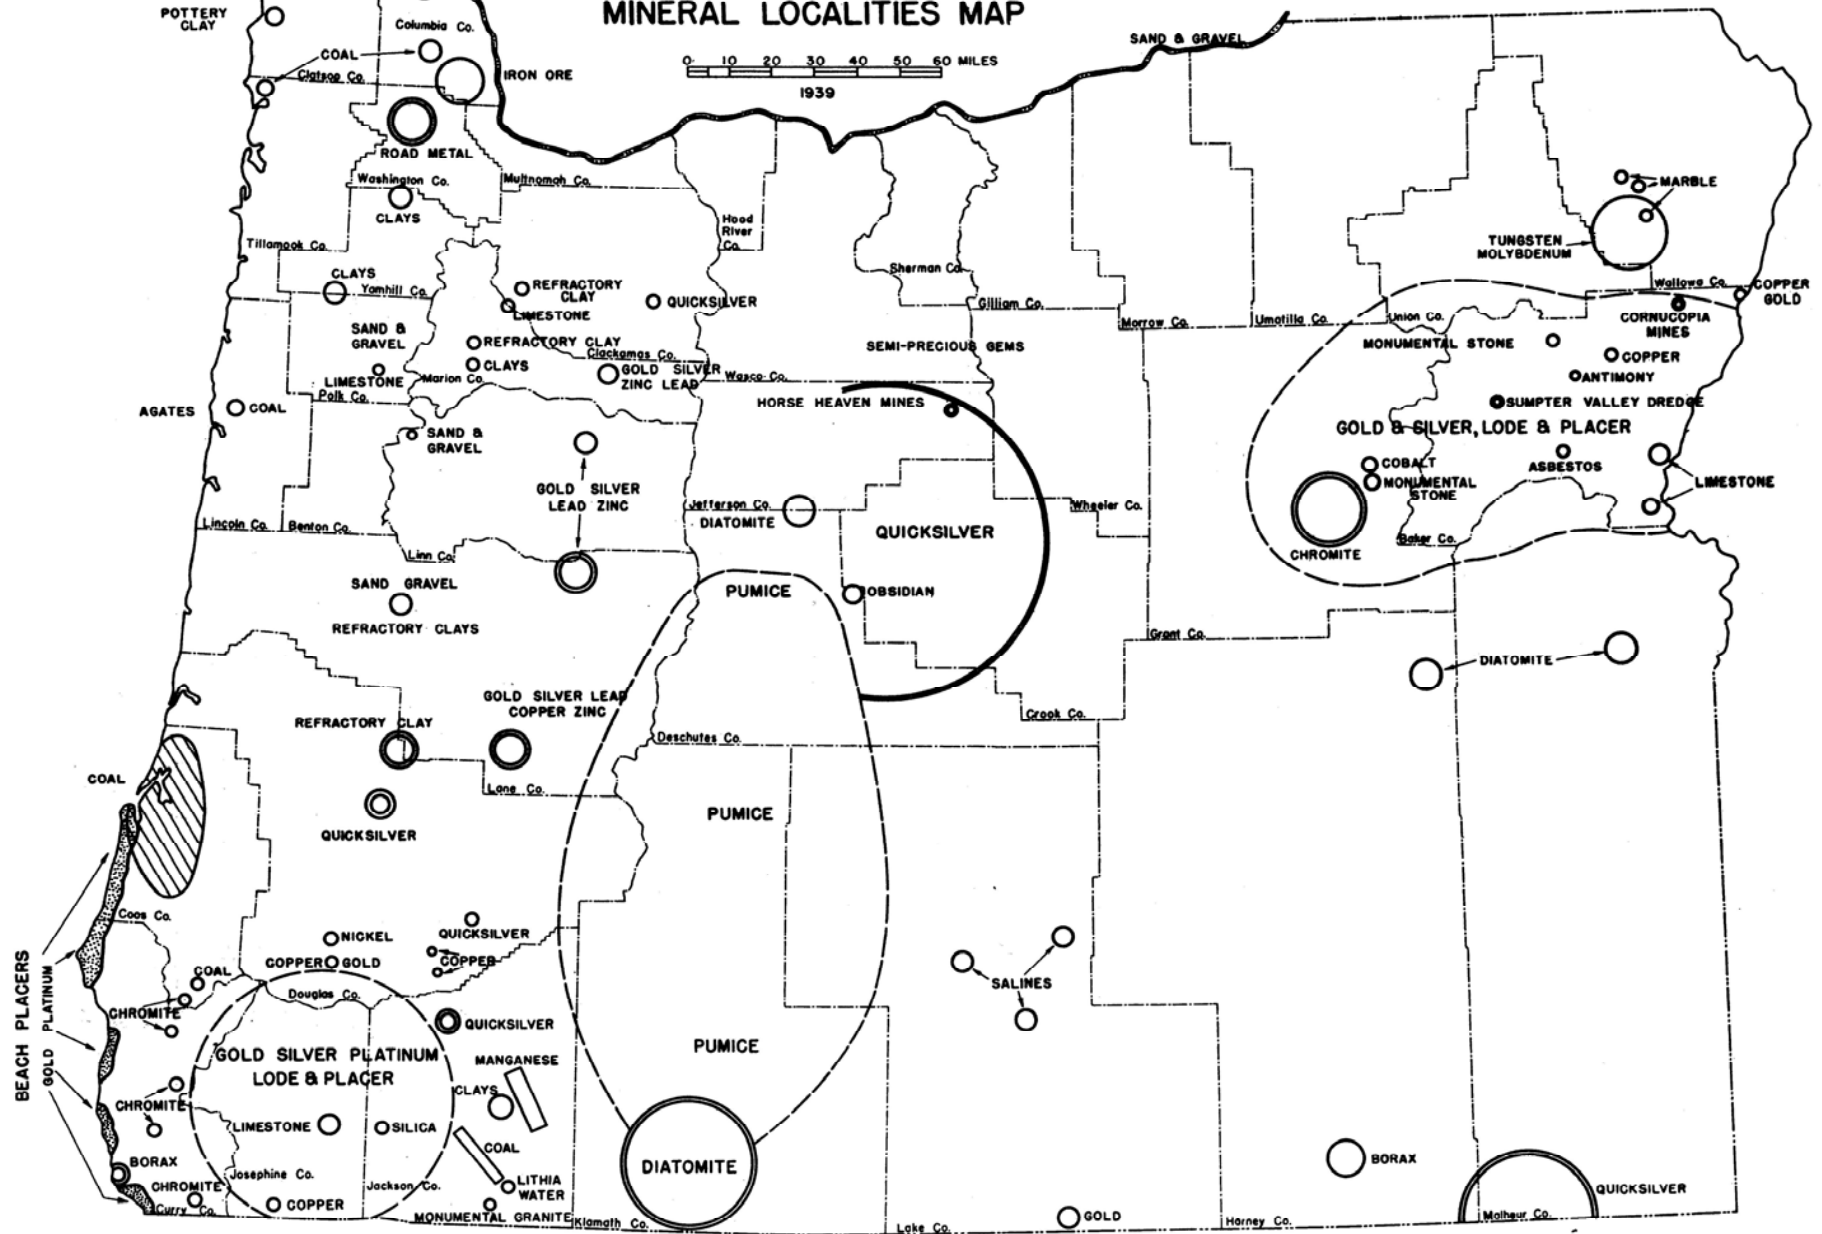 MINERAL LOCALITIES MAP
0 10 20 30 40 50 60 MILES
1939
POTTERY
CLAY
Columbia Co.
COAL
Clatsop Co.
IRON ORE
SAND & GRAVEL
ROAD METAL
Washington Co.
Multnomah Co.
CLAYS
Hood
River
Co.
Tillamook Co.
Sherman Co.
MARBLE
TUNGSTEN
MOLYBDENUM
CLAYS
Yamhill Co.
REFRACTORY
CLAY
LIMESTONE
QUICKSILVER
Gilliam Co.
Morrow Co.
Umatilla Co.
Union Co.
Wallowa Co.
COPPER
GOLD
CORNUCOPIA
MINES
SAND &
GRAVEL
REFRACTORY CLAY
Clackamas Co.
SEMI-PRECIOUS GEMS
MONUMENTAL STONE
COPPER
LIMESTONE
Marion Co.
CLAYS
GOLD SILVER
ZINC LEAD
Wasco Co.
ANTIMONY
Polk Co.
HORSE HEAVEN MINES
SUMPTER VALLEY DREDGE
AGATES
COAL
GOLD & SILVER, LODE & PLACER
SAND &
GRAVEL
COBALT
MONUMENTAL
STONE
ASBESTOS
LIMESTONE
GOLD SILVER
LEAD ZINC
Jefferson Co.
DIATOMITE
QUICKSILVER
Wheeler Co.
Lincoln Co.
Benton Co.
Linn Co.
CHROMITE
Baker Co.
SAND GRAVEL
REFRACTORY CLAYS
PUMICE
OBSIDIAN
Grant Co.
DIATOMITE
GOLD SILVER LEAD
COPPER ZINC
REFRACTORY CLAY
Crook Co.
Deschutes Co.
COAL
Lane Co.
PUMICE
QUICKSILVER
Coos Co.
NICKEL
QUICKSILVER
COPPER GOLD
COPPER
COAL
SALINES
BEACH PLACERS
GOLD PLATINUM
CHROMITE
Douglas Co.
QUICKSILVER
GOLD SILVER PLATINUM
LODE & PLACER
MANGANESE
PUMICE
CLAYS
CHROMITE
LIMESTONE
SILICA
COAL
BORAX
DIATOMITE
BORAX
CHROMITE
Josephine Co.
Jackson Co.
LITHIA
WATER
QUICKSILVER
Curry Co.
COPPER
MONUMENTAL GRANITE
Klamath Co.
Lake Co.
GOLD
Harney Co.
Malheur Co.